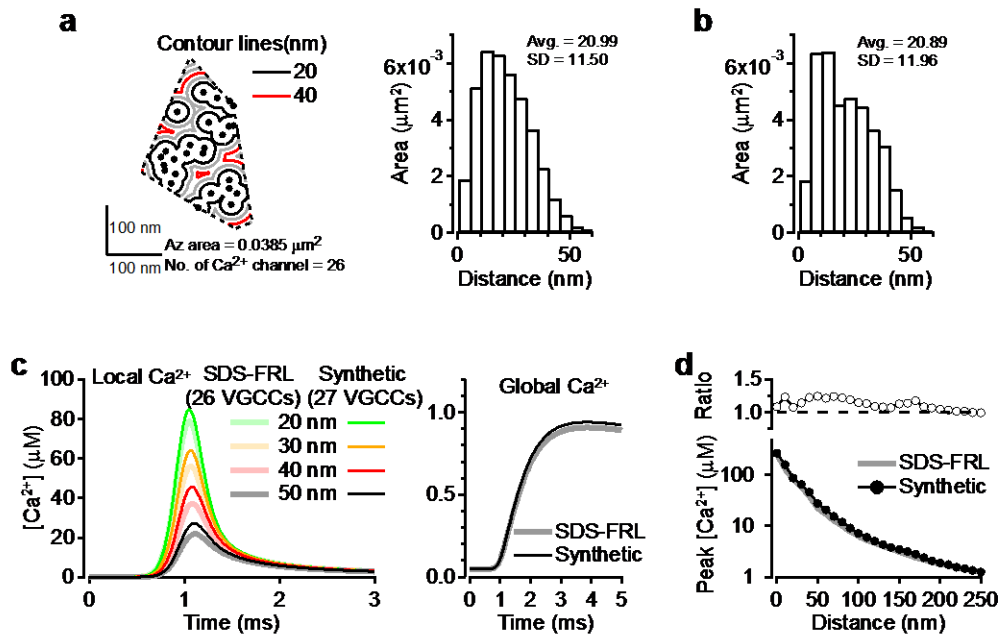 a
Contour lines(nm)
20
40
100 nm
100 nm
Az area = 0.0385 μm²
No. of Ca²⁺ channel = 26
Avg. = 20.99
SD = 11.50
Area (μm²)
6x10⁻³
4
2
0
0 50
Distance (nm)
b
Avg. = 20.89
SD = 11.96
Area (μm²)
6x10⁻³
4
2
0
0 50
Distance (nm)
c
Local Ca²⁺ SDS-FRL Synthetic
(26 VGCCs) (27 VGCCs)
20 nm
30 nm
40 nm
50 nm
[Ca²⁺] (μM)
100
80
60
40
20
0
0 1 2 3
Time (ms)
Global Ca²⁺
1.0
0.5
0.0
SDS-FRL
Synthetic
0 1 2 3 4 5
Time (ms)
d
Ratio
1.5
1.0
Peak [Ca²⁺] (μM)
100
10
1
SDS-FRL
Synthetic
0 50 100 150 200 250
Distance (nm)